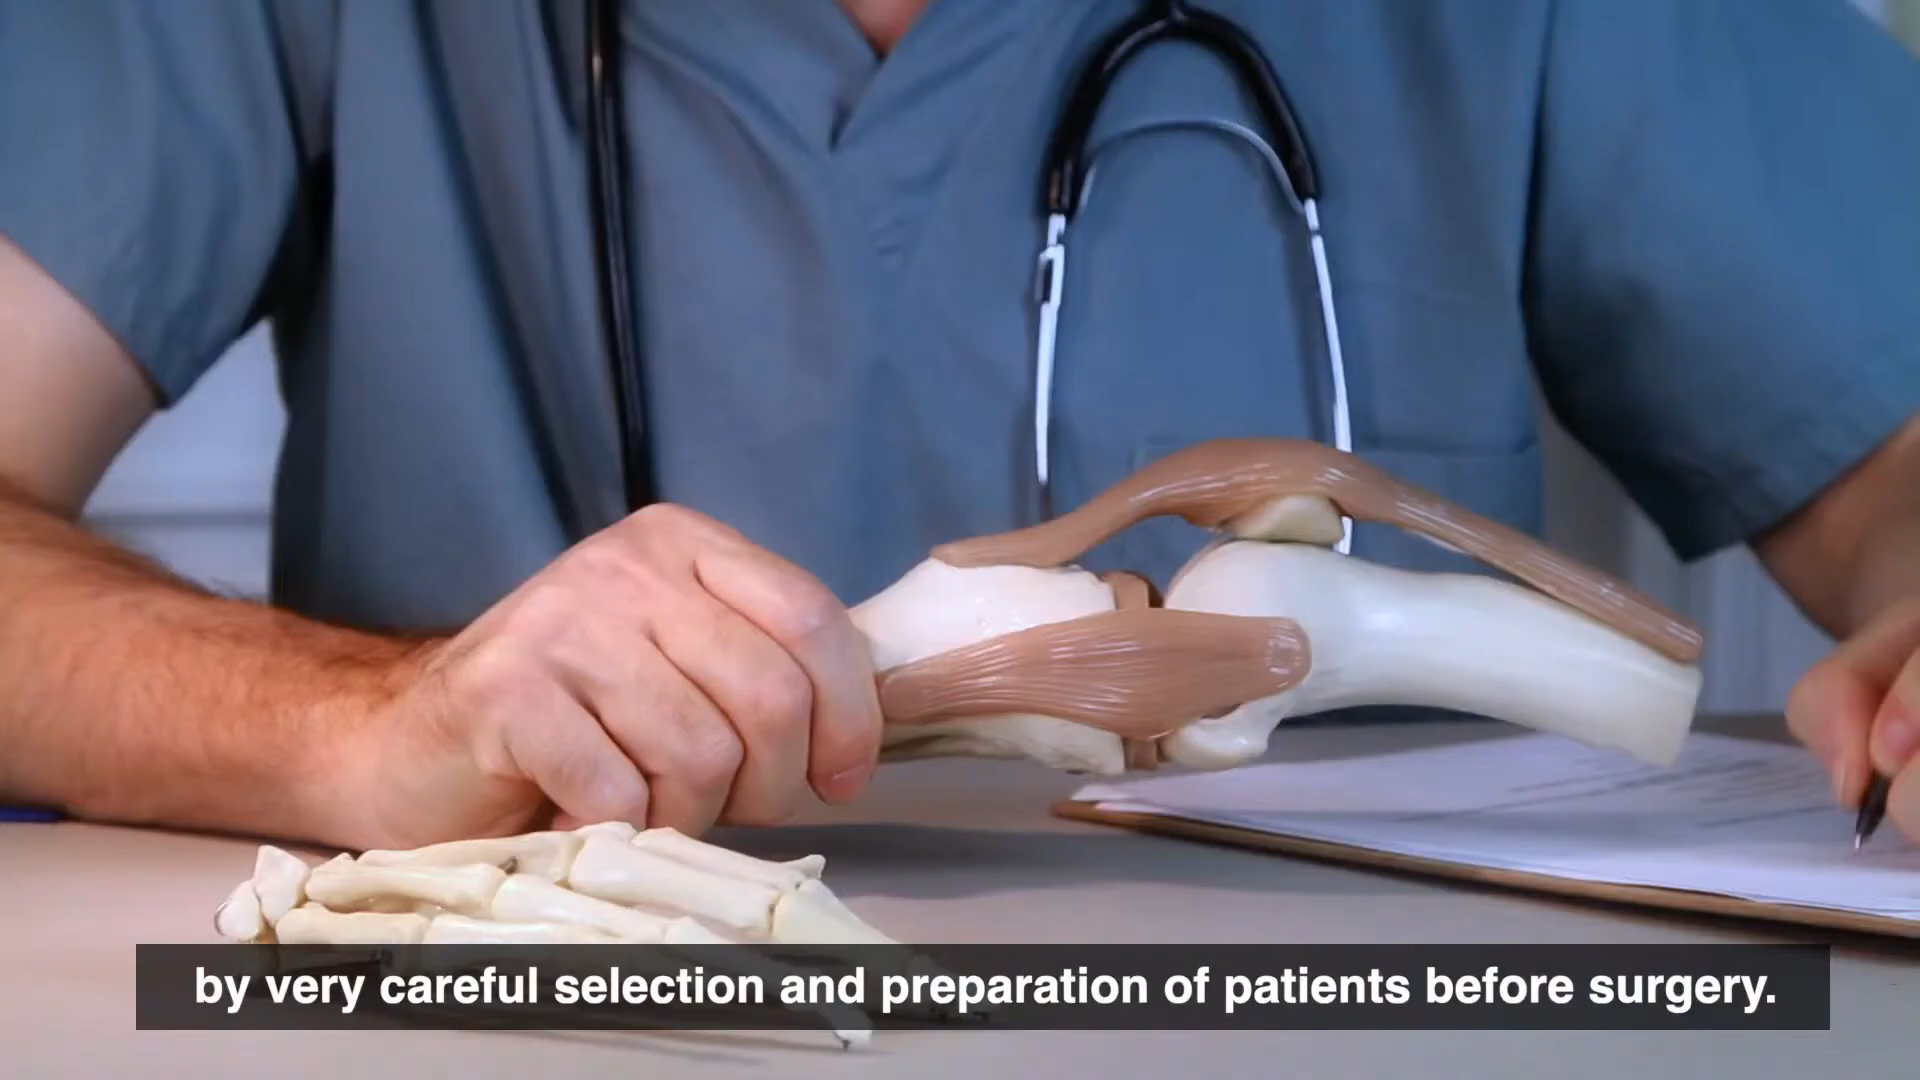 by very careful selection and preparation of patients before surgery.